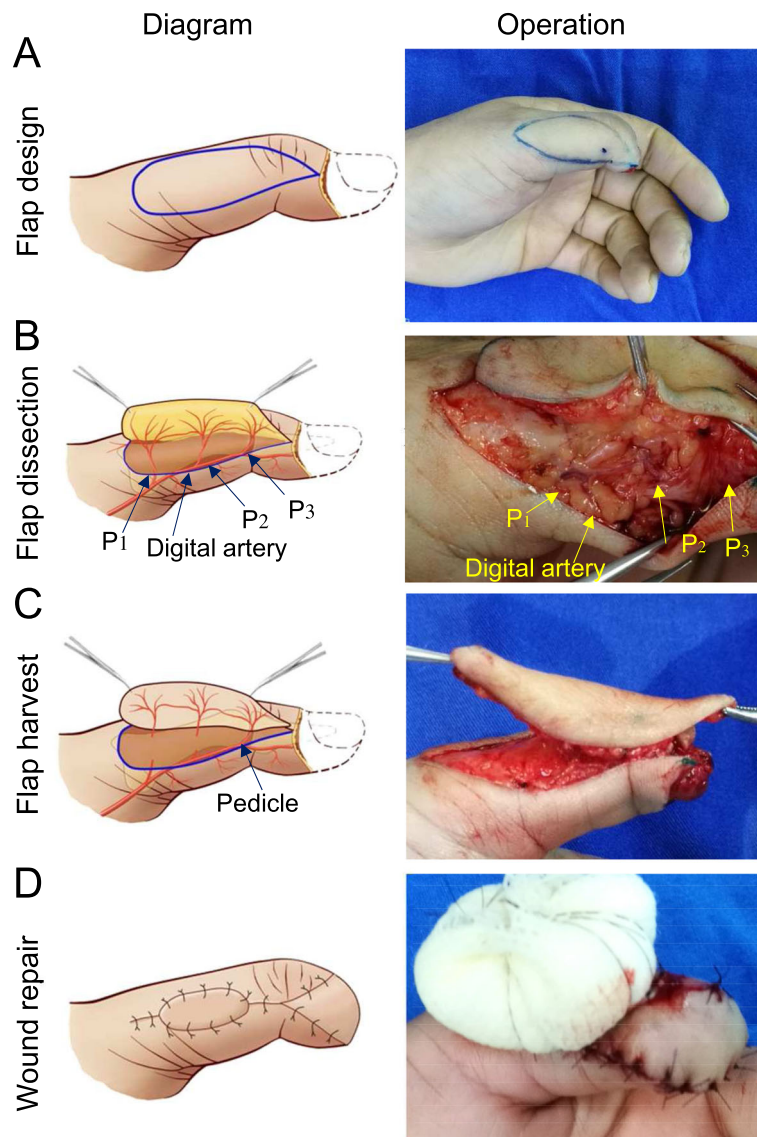 Diagram
Operation
A
Flap design
B
Flap dissection
P1
Digital artery
P2
P3
P1
Digital artery
P2
P3
C
Flap harvest
Pedicle
D
Wound repair